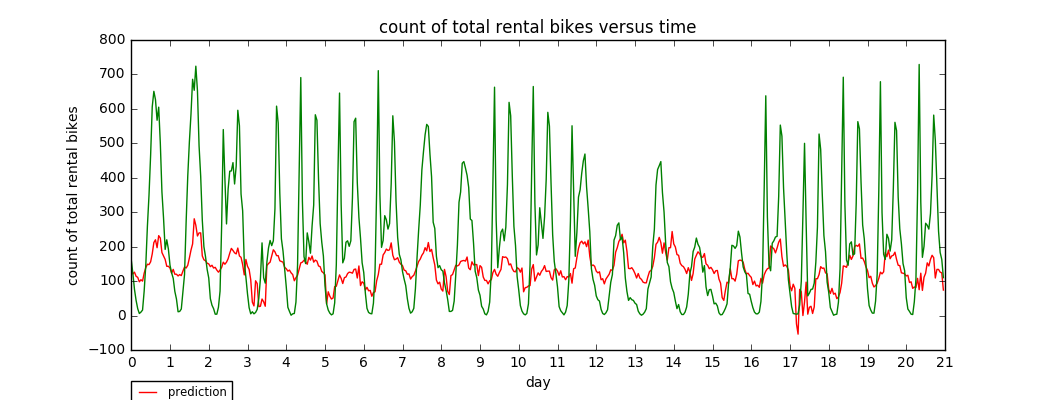 count of total rental bikes versus time
count of total rental bikes
800
700
600
500
400
300
200
100
0
−100
0 1 2 3 4 5 6 7 8 9 10 11 12 13 14 15 16 17 18 19 20 21
day
prediction